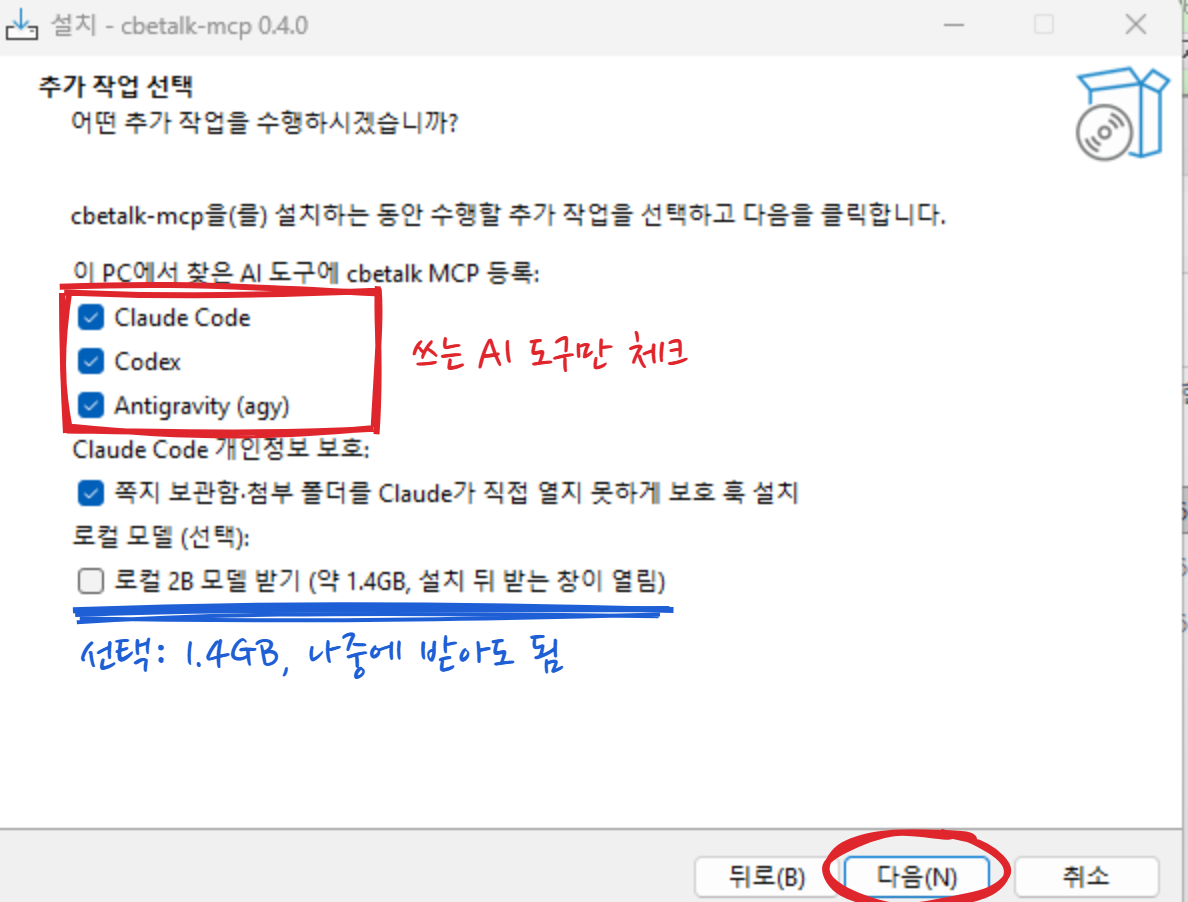 설치 - cbetalk-mcp 0.4.0
추가 작업 선택
어떤 추가 작업을 수행하시겠습니까?
cbetalk-mcp을(를) 설치하는 동안 수행할 추가 작업을 선택하고 다음을 클릭합니다.
이 PC에서 찾은 AI 도구에 cbetalk MCP 등록:
Claude Code
Codex
쓰는 AI 도구만 체크
Antigravity (agy)
Claude Code 개인정보 보호:
쪽지 보관함·첨부 폴더를 Claude가 직접 열지 못하게 보호 훅 설치
로컬 모델 (선택):
로컬 2B 모델 받기 (약 1.4GB, 설치 뒤 받는 창이 열림)
선택: 1.4GB, 나중에 받아도 됨
뒤로(B) 다음(N) 취소